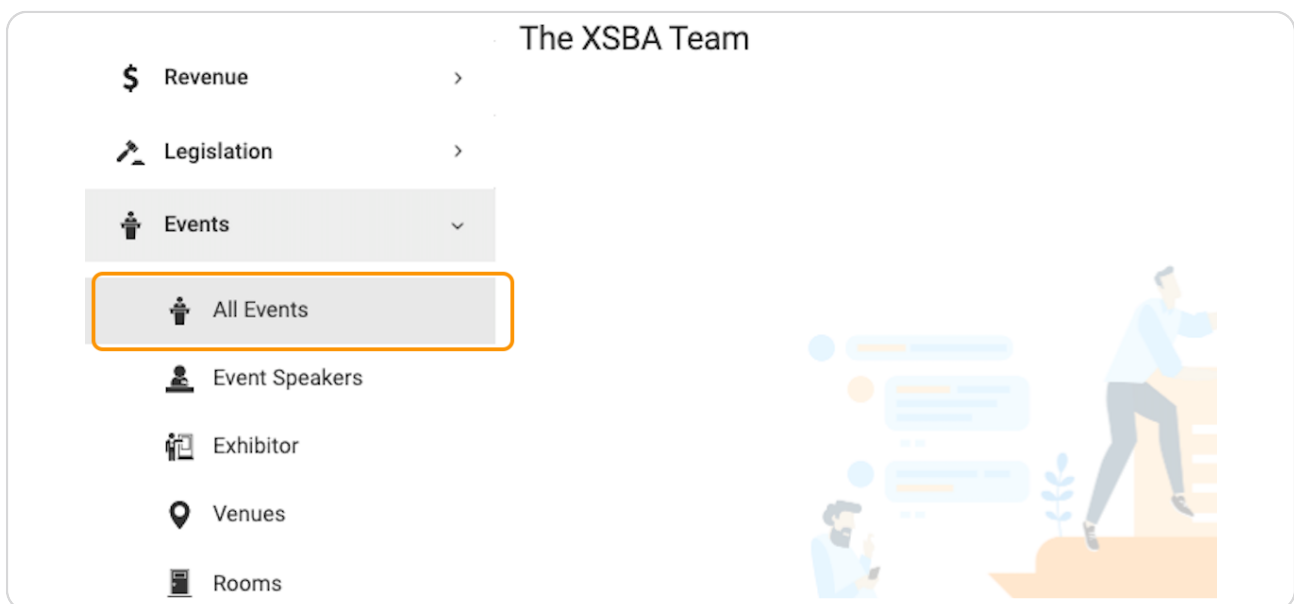 The XSBA Team
Revenue
Legislation
Events
All Events
Event Speakers
Exhibitor
Venues
Rooms